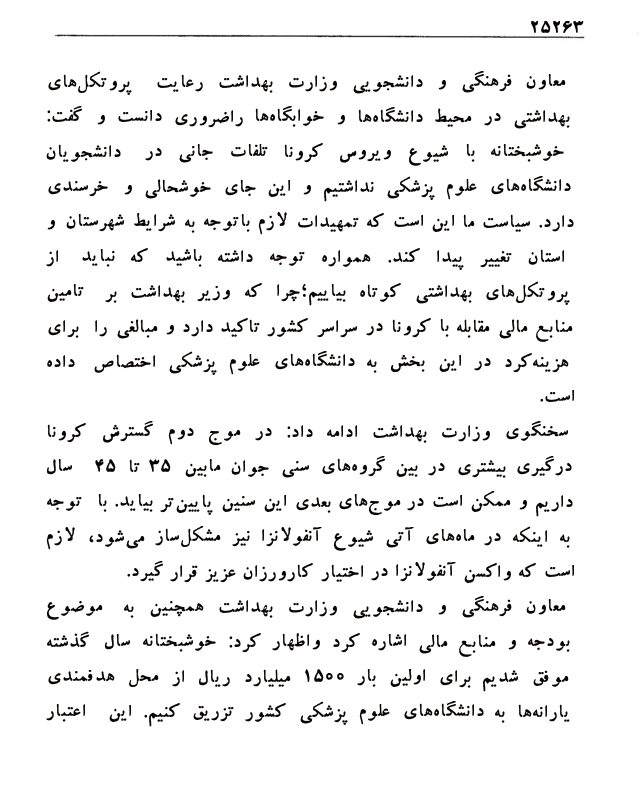 ۲۵۲۶۳
معاون فرهنگی و دانشجویی وزارت بهداشت رعایت پروتکل‌های
بهداشتی در محیط دانشگاه‌ها و خوابگاه‌ها راضروری دانست و گفت:
خوشبختانه با شیوع ویروس کرونا تلفات جانی در دانشجویان
دانشگاه‌های علوم پزشکی نداشتیم و این جای خوشحالی و خرسندی
دارد. سیاست ما این است که تمهیدات لازم باتوجه به شرایط شهرستان و
استان تغییر پیدا کند. همواره توجه داشته باشید که نباید از
پروتکل‌های بهداشتی کوتاه بیاییم؛چرا که وزیر بهداشت بر تامین
منابع مالی مقابله با کرونا در سراسر کشور تاکید دارد و مبالغی را برای
هزینه‌کرد در این بخش به دانشگاه‌های علوم پزشکی اختصاص داده
است.
سخنگوی وزارت بهداشت ادامه داد: در موج دوم گسترش کرونا
درگیری بیشتری در بین گروه‌های سنی جوان مابین ۳۵ تا ۴۵ سال
داریم و ممکن است در موج‌های بعدی این سنین پایین‌تر بیاید. با توجه
به اینکه در ماه‌های آتی شیوع آنفولانزا نیز مشکل‌ساز می‌شود، لازم
است که واکسن آنفولانزا در اختیار کارورزان عزیز قرار گیرد.
معاون فرهنگی و دانشجویی وزارت بهداشت همچنین به موضوع
بودجه و منابع مالی اشاره کرد واظهار کرد: خوشبختانه سال گذشته
موفق شدیم برای اولین بار ۱۵۰۰ میلیارد ریال از محل هدفمندی
یارانه‌ها به دانشگاه‌های علوم پزشکی کشور تزریق کنیم. این اعتبار